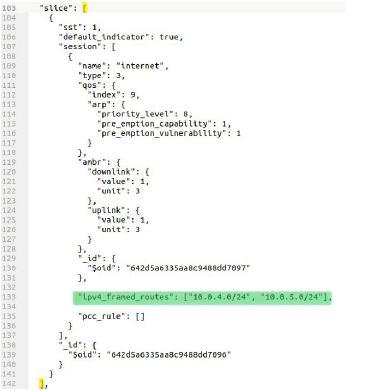 103 "slice": [
104 {
105 "sst": 1,
106 "default_indicator": true,
107 "session": [
108 {
109 "name": "internet",
110 "type": 3,
111 "qos": {
112 "index": 9,
113 "arp": {
114 "priority_level": 8,
115 "pre_emption_capability": 1,
116 "pre_emption_vulnerability": 1
117 }
118 },
119 "ambr": {
120 "downlink": {
121 "value": 1,
122 "unit": 3
123 },
124 "uplink": {
125 "value": 1,
126 "unit": 3
127 }
128 },
129 "_id": {
130 "$oid": "642d5a6335aa8c9488dd7097"
131 },
132
133 "ipv4_framed_routes": ["10.0.4.0/24", "10.0.5.0/24"],
134
135 "pcc_rule": []
136 }
137 ],
138 "_id": {
139 "$oid": "642d5a6335aa8c9488dd7096"
140 }
141 }
142 ],